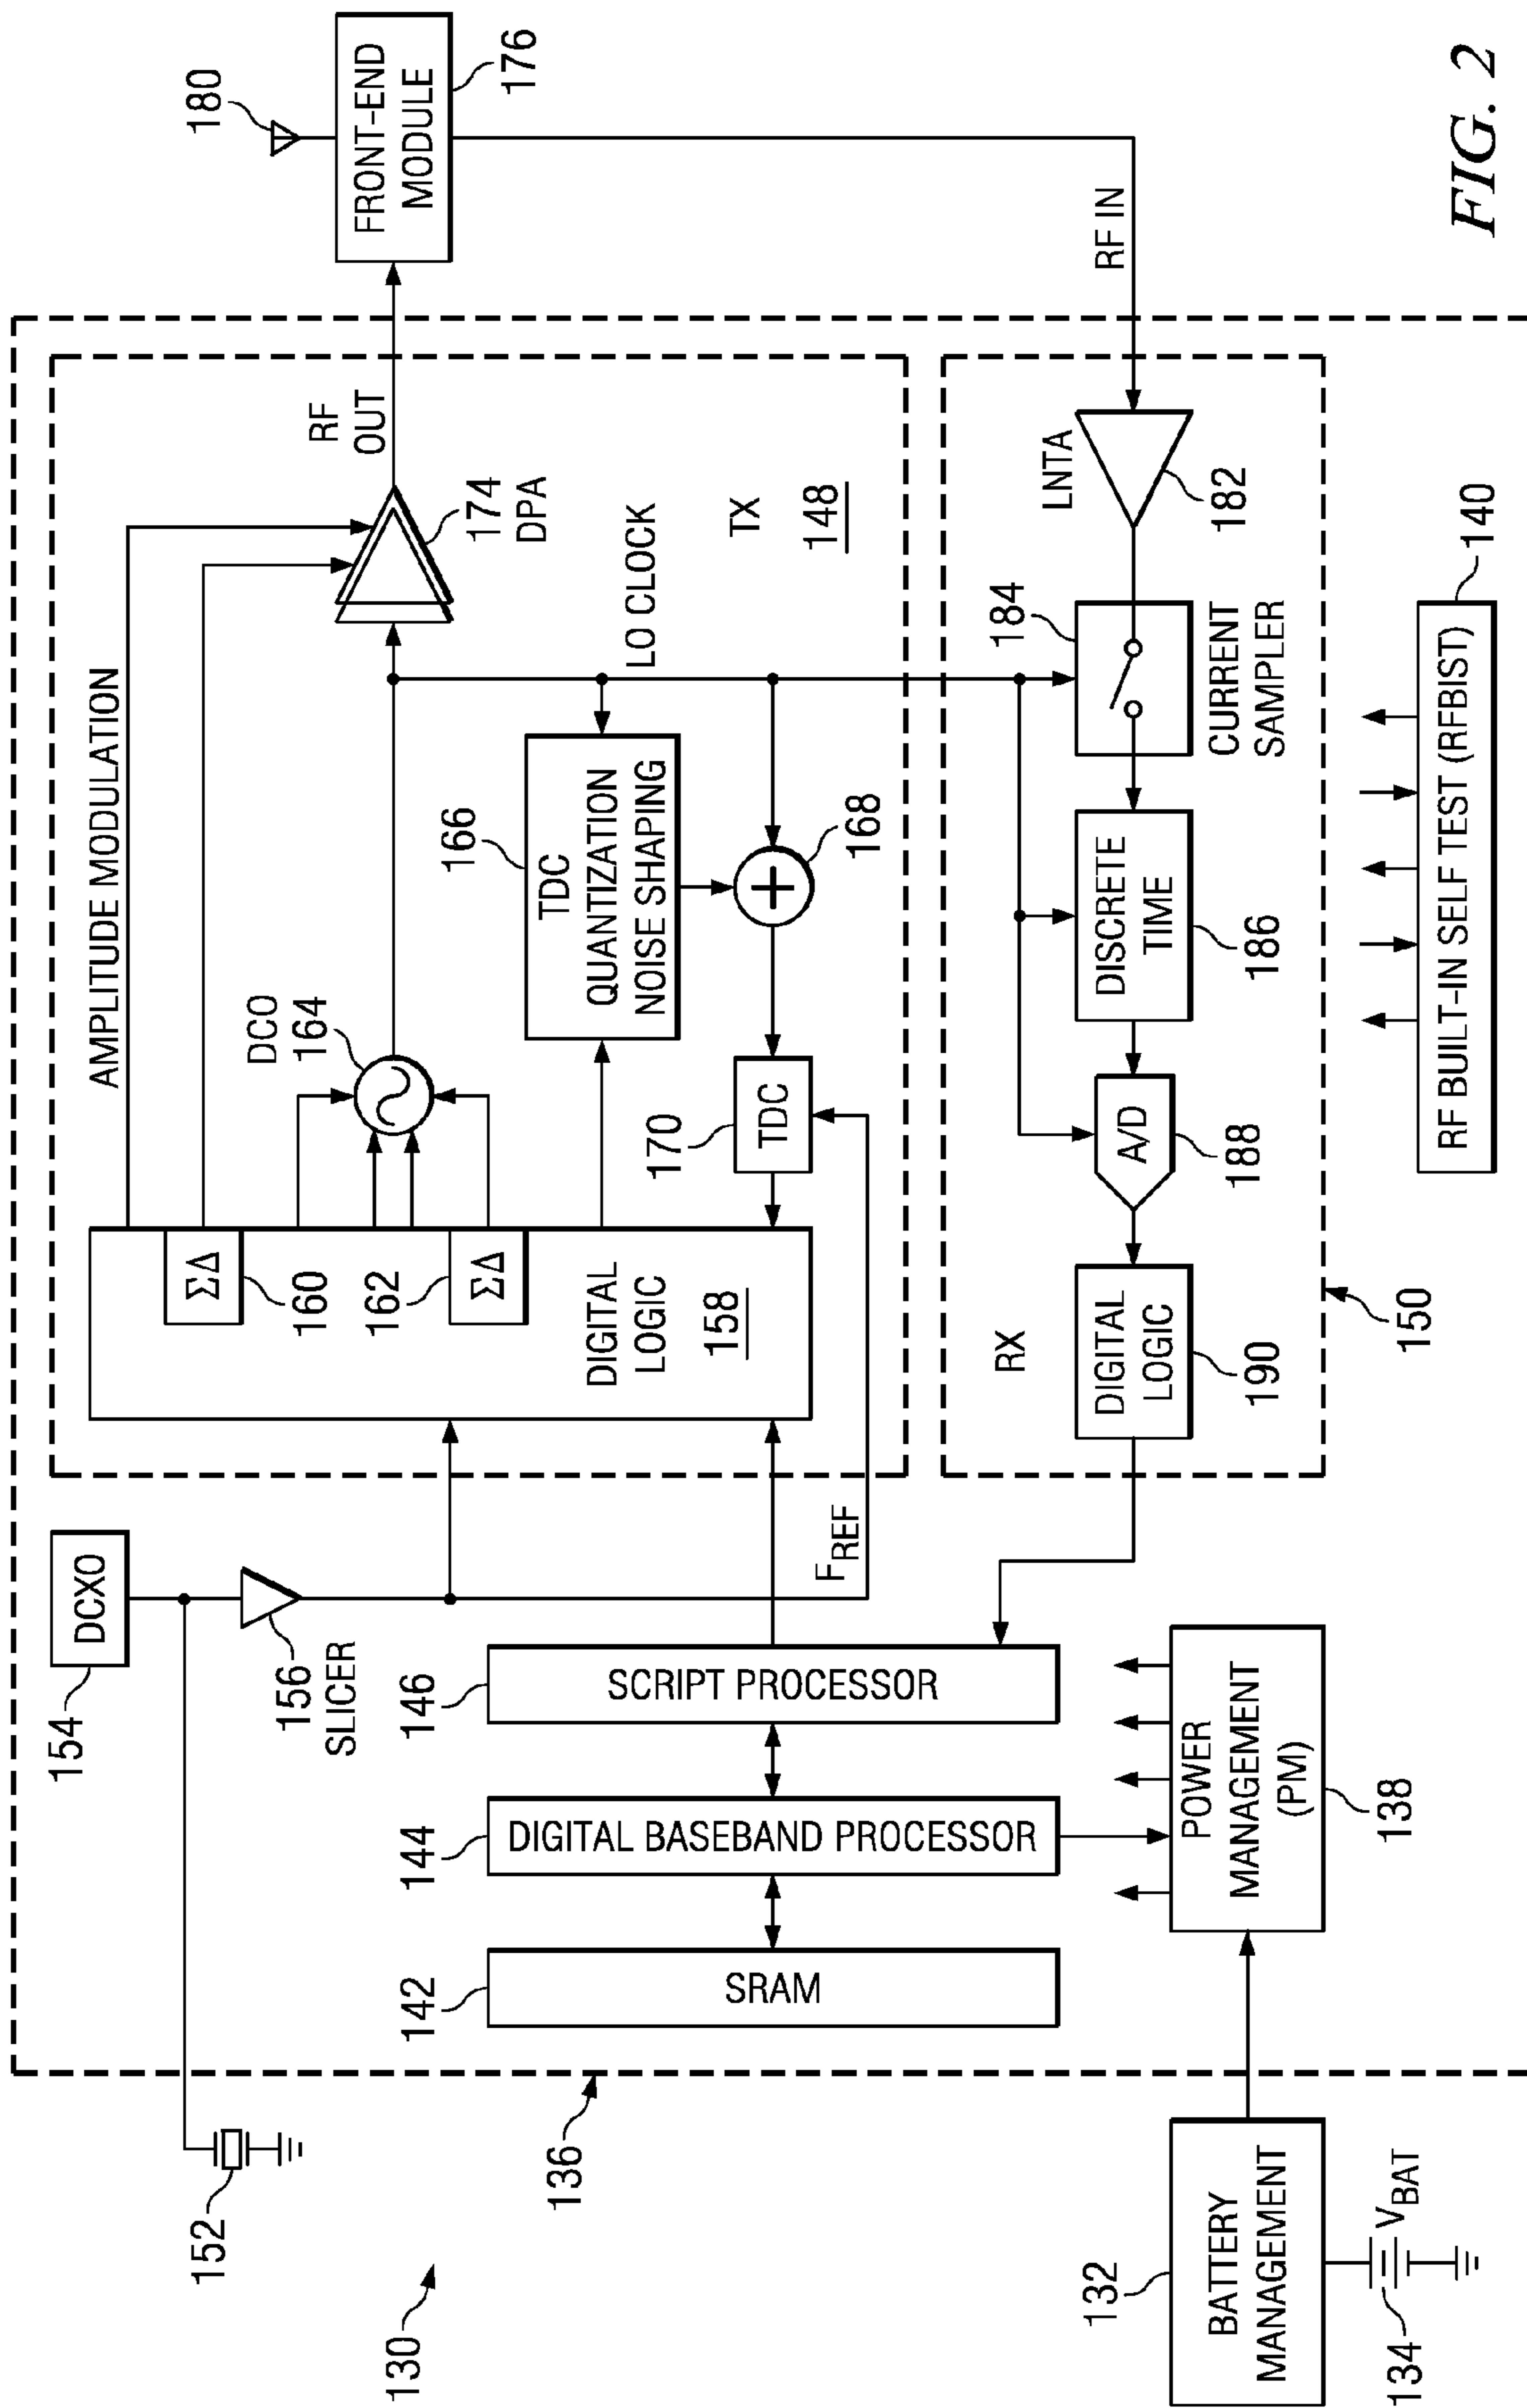 130
152
154
DCXO
156
SLICER
136
142
SRAM
144
DIGITAL BASEBAND PROCESSOR
146
SCRIPT PROCESSOR
F_REF
132
BATTERY
MANAGEMENT
134
V_BAT
POWER
MANAGEMENT
(PM)
138
AMPLITUDE MODULATION
ΣΔ
160
162
ΣΔ
DIGITAL
LOGIC
158
DCO
164
166
TDC
QUANTIZATION
NOISE SHAPING
168
170
TDC
RF
OUT
174
DPA
LO CLOCK
TX
148
180
FRONT-END
MODULE
176
RF IN
RX
DIGITAL
LOGIC
190
A/D
188
DISCRETE
TIME
186
184
CURRENT
SAMPLER
LNTA
182
150
RF BUILT-IN SELF TEST (RFBIST)
140
FIG. 2